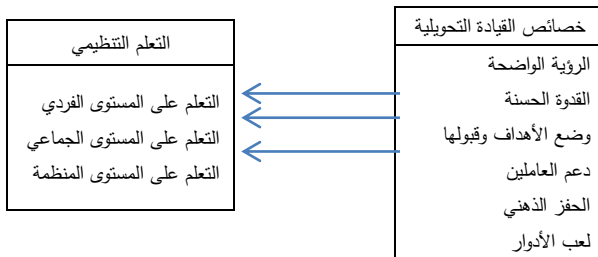 خصائص القيادة التحويلية
الرؤية الواضحة
القدوة الحسنة
وضع الأهداف وقبولها
دعم العاملين
الحفز الذهني
لعب الأدوار
التعلم التنظيمي
التعلم على المستوى الفردي
التعلم على المستوى الجماعي
التعلم على المستوى المنظمة